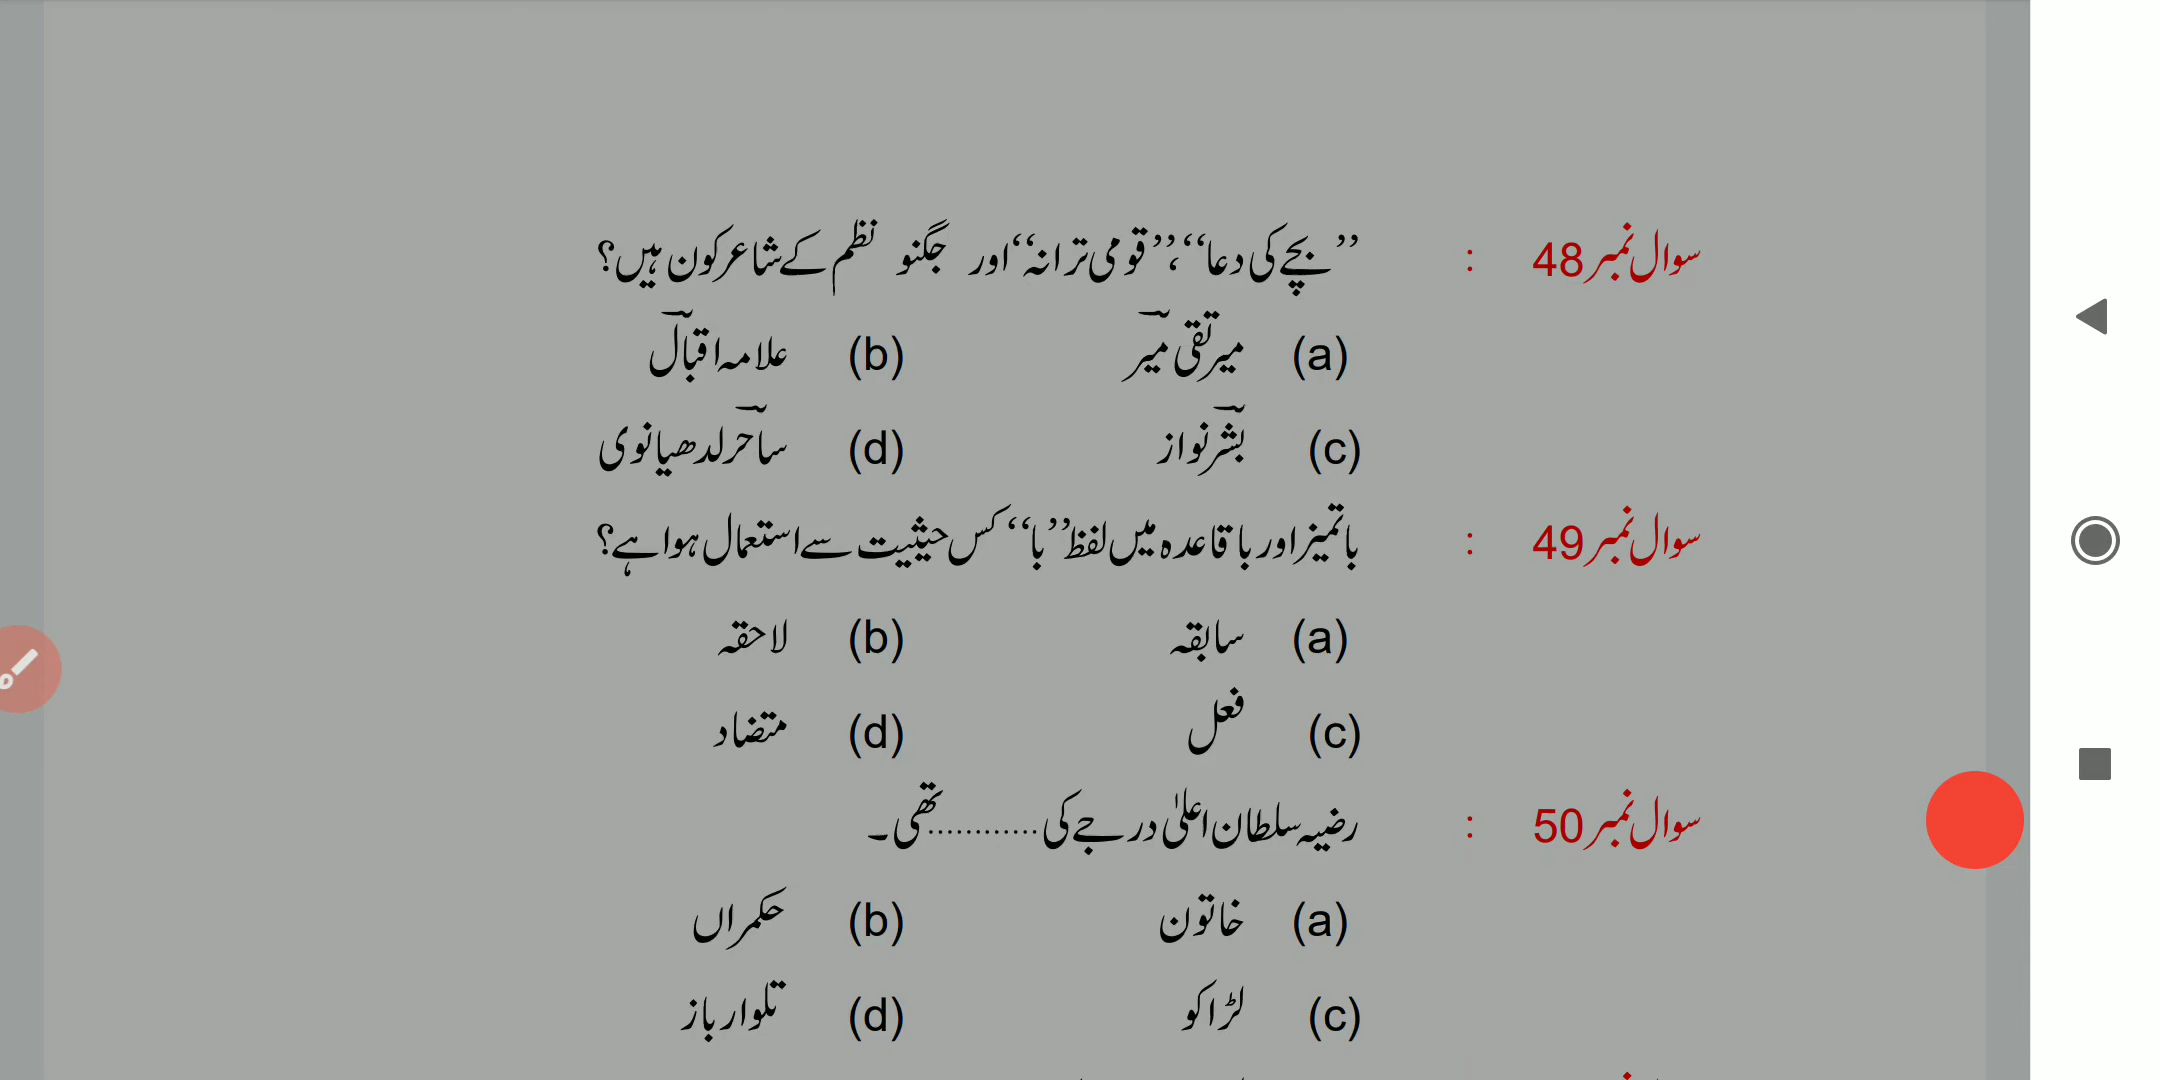 سوال نمبر 48 : ’’بچے کی دعا‘‘،’’قومی ترانہ‘‘ اور جگنو نظم کے شاعر کون ہیں؟
(a) میر تقی میرؔ (b) علامہ اقبالؔ
(c) بشرؔ نواز (d) ساحرؔ لدھیانوی
سوال نمبر 49 : باتمیز اور باقاعدہ میں لفظ ’’با‘‘ کس حیثیت سے استعمال ہوا ہے؟
(a) سابقہ (b) لاحقہ
(c) فعل (d) متضاد
سوال نمبر 50 : رضیہ سلطان اعلیٰ درجے کی ............ تھی۔
(a) خاتون (b) حکمراں
(c) لڑاکو (d) تلوار باز